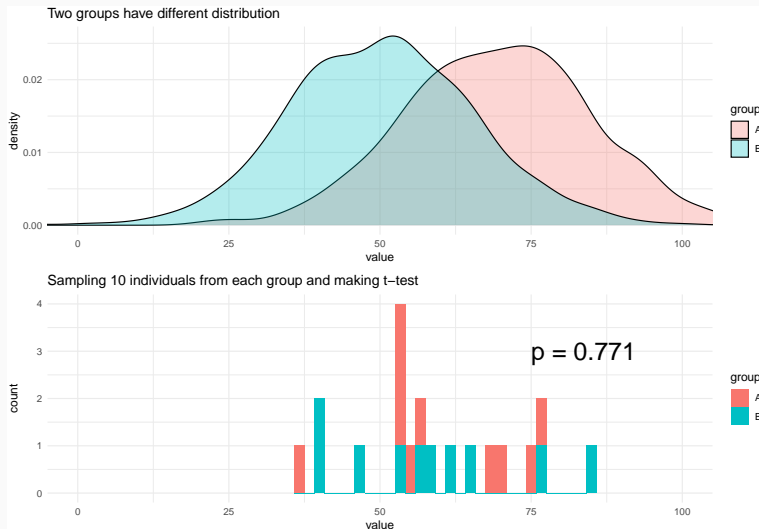 Two groups have different distribution
density
0.02
0.01
0.00
0
25
50
75
100
value
group
A
B
Sampling 10 individuals from each group and making t−test
count
4
3
2
1
0
p = 0.771
0
25
50
75
100
value
group
A
B